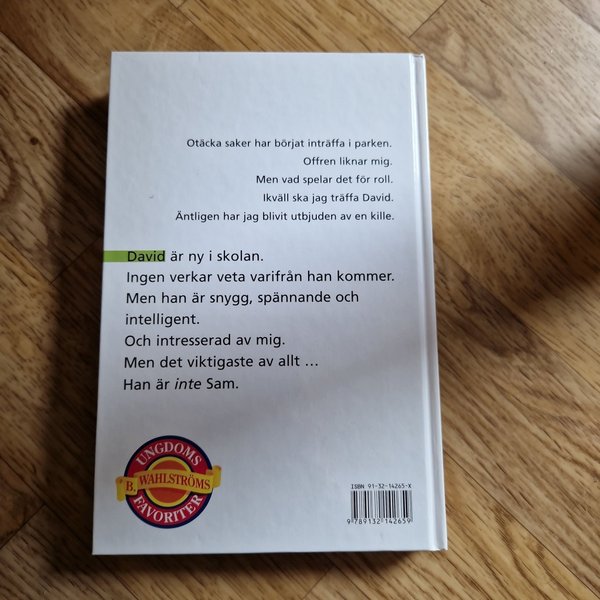 Otäcka saker har börjat inträffa i parken.
Offren liknar mig.
Men vad spelar det för roll.
Ikväll ska jag träffa David.
Äntligen har jag blivit utbjuden av en kille.
David är ny i skolan.
Ingen verkar veta varifrån han kommer.
Men han är snygg, spännande och
intelligent.
Och intresserad av mig.
Men det viktigaste av allt …
Han är inte Sam.
UNGDOMS
B. WAHLSTRÖMS
FAVORITER
ISBN 91-32-14265-X
9 789132 142659